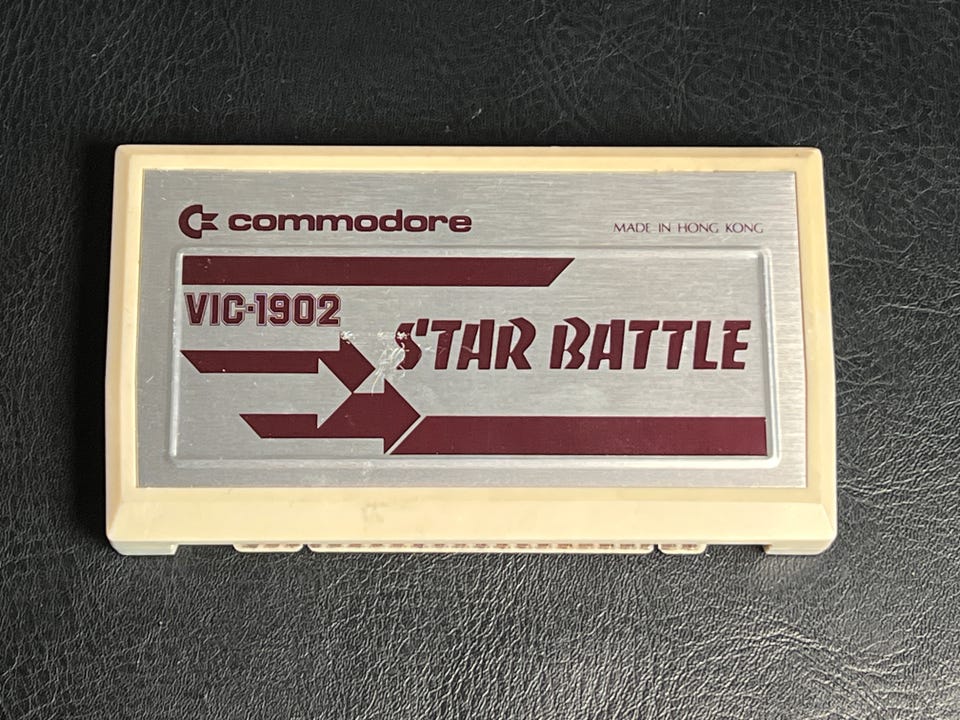 commodore
MADE IN HONG KONG
VIC-1902
STAR BATTLE